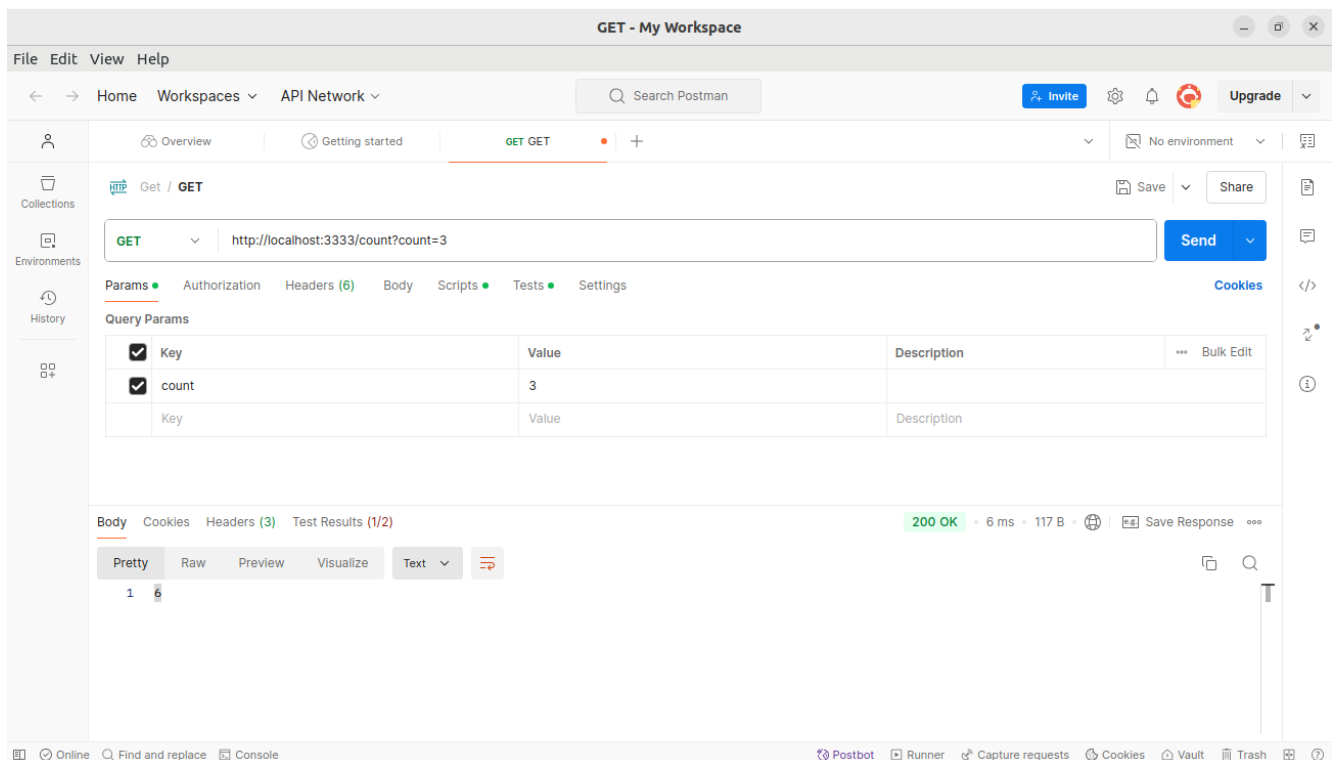 GET - My Workspace
File Edit View Help
Home Workspaces API Network Search Postman Invite Upgrade
Overview Getting started GET GET No environment
HTTP Get / GET Save Share
Collections
GET http://localhost:3333/count?count=3 Send
Environments
Params Authorization Headers (6) Body Scripts Tests Settings Cookies
History
Query Params
Key Value Description Bulk Edit
count 3
Key Value Description
Body Cookies Headers (3) Test Results (1/2) 200 OK 6 ms 117 B e.g. Save Response
Pretty Raw Preview Visualize Text
1 6
Online Find and replace Console Postbot Runner Capture requests Cookies Vault Trash